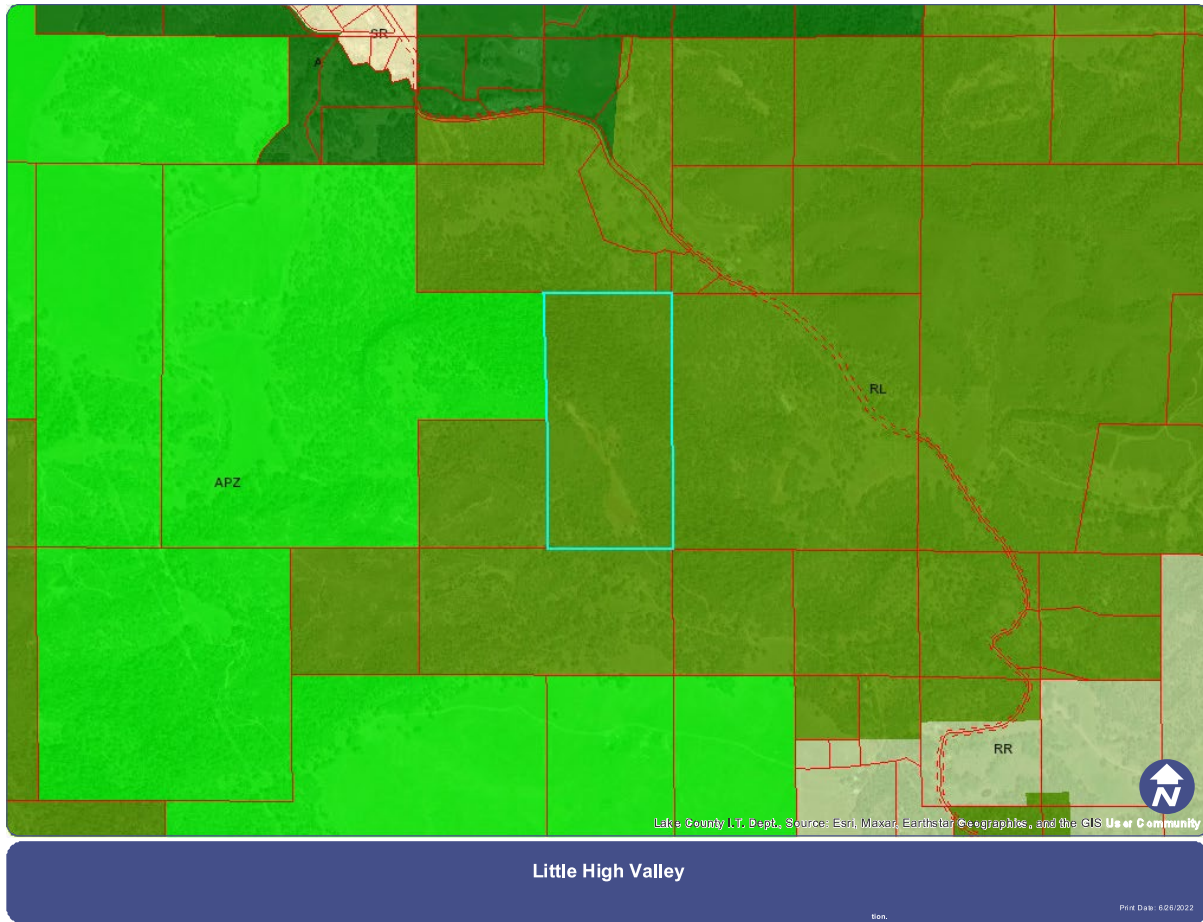 SR
A
RL
APZ
RR
N
Lake County I.T. Dept., Source: Esri, Maxar, Earthstar Geographics, and the GIS User Community
Little High Valley
Print Date: 6/26/2022
tion.